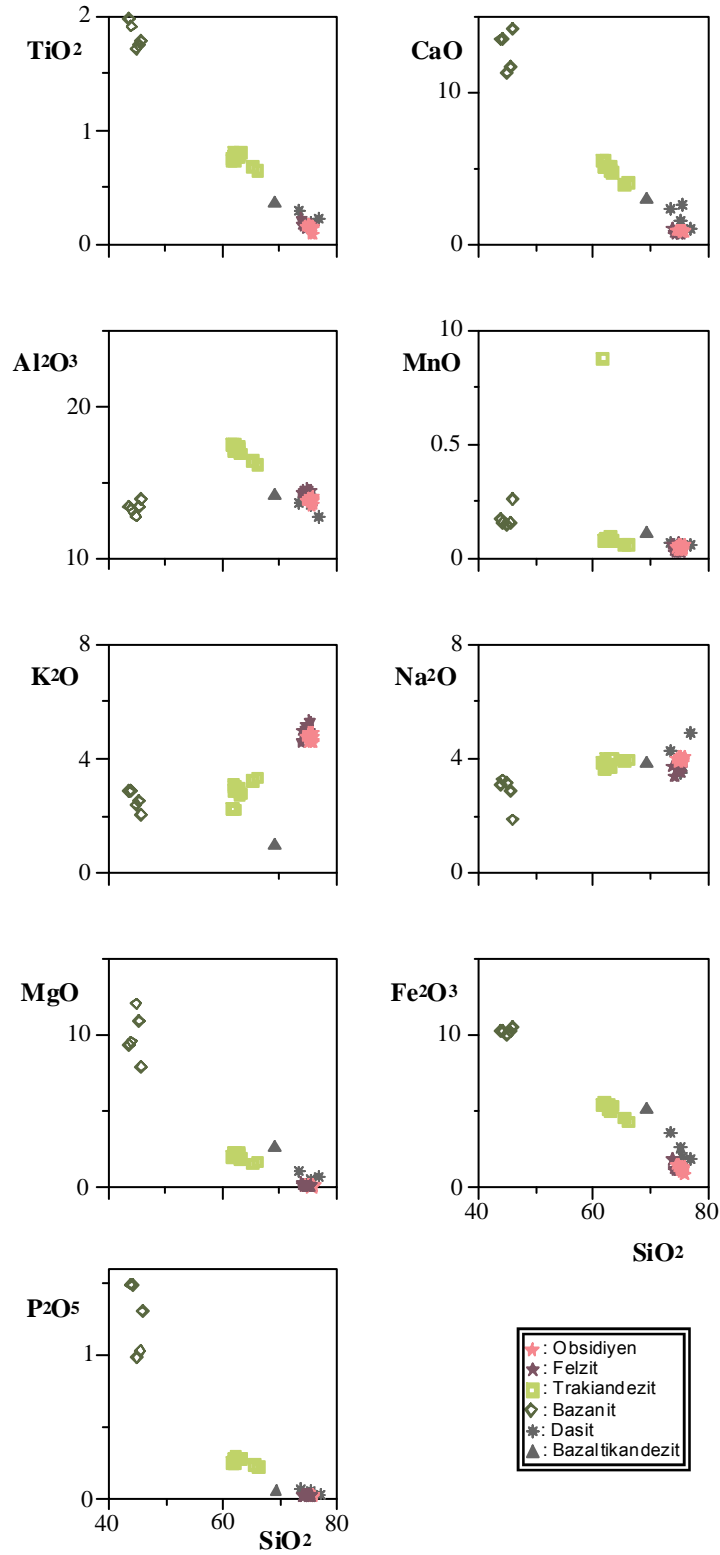 2
TiO2
1
0
CaO
10
0
Al2O3
20
10
MnO
10
0.5
0
K2O
8
4
0
Na2O
8
4
0
MgO
10
0
Fe2O3
10
0
40 60 80
SiO2
P2O5
1
0
40 60 80
SiO2
: Obsidiyen
: Felzit
: Trakiandezit
: Bazanit
: Dasit
: Bazaltikandezit